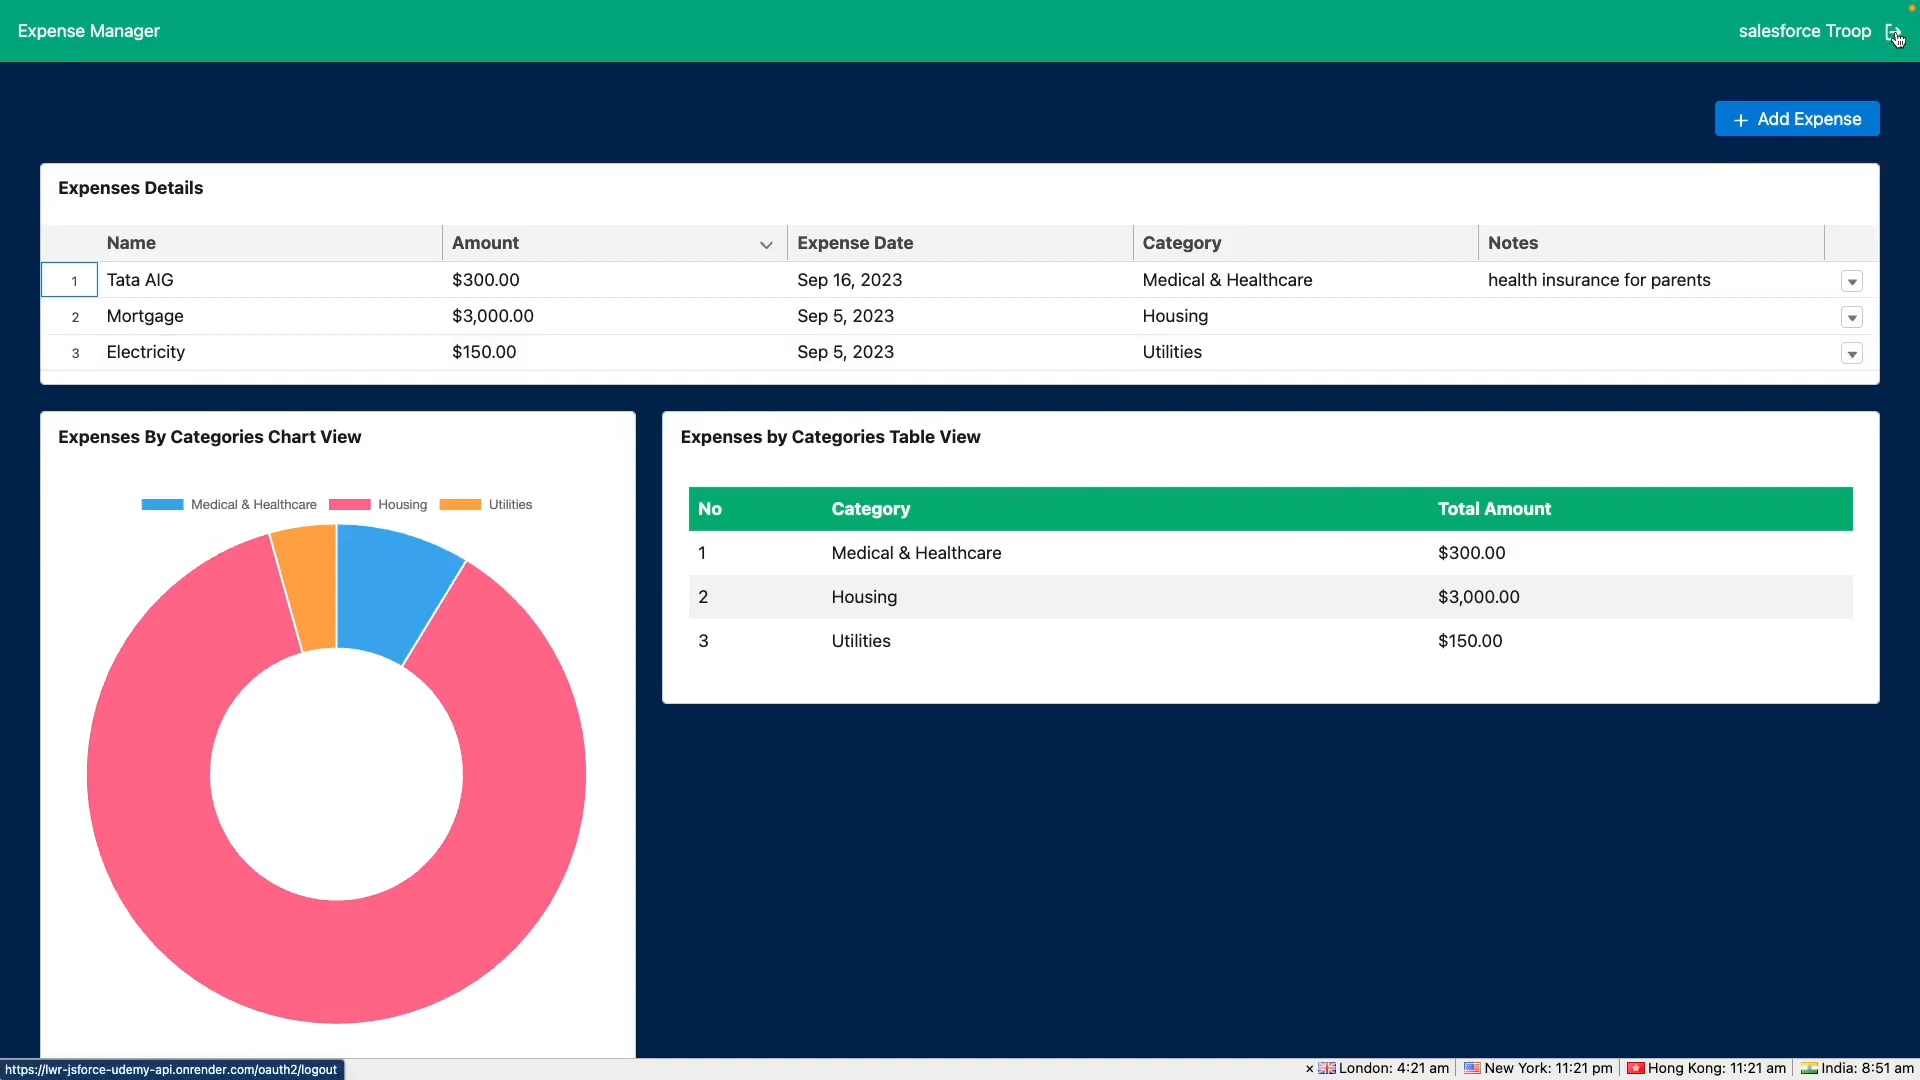 Expense Manager
salesforce Troop
+ Add Expense
Expenses Details
Name Amount Expense Date Category Notes
1 Tata AIG $300.00 Sep 16, 2023 Medical & Healthcare health insurance for parents
2 Mortgage $3,000.00 Sep 5, 2023 Housing
3 Electricity $150.00 Sep 5, 2023 Utilities
Expenses By Categories Chart View
Medical & Healthcare Housing Utilities
Expenses by Categories Table View
No Category Total Amount
1 Medical & Healthcare $300.00
2 Housing $3,000.00
3 Utilities $150.00
https://lwr-jsforce-udemy-api.onrender.com/oauth2/logout
× London: 4:21 am New York: 11:21 pm Hong Kong: 11:21 am India: 8:51 am